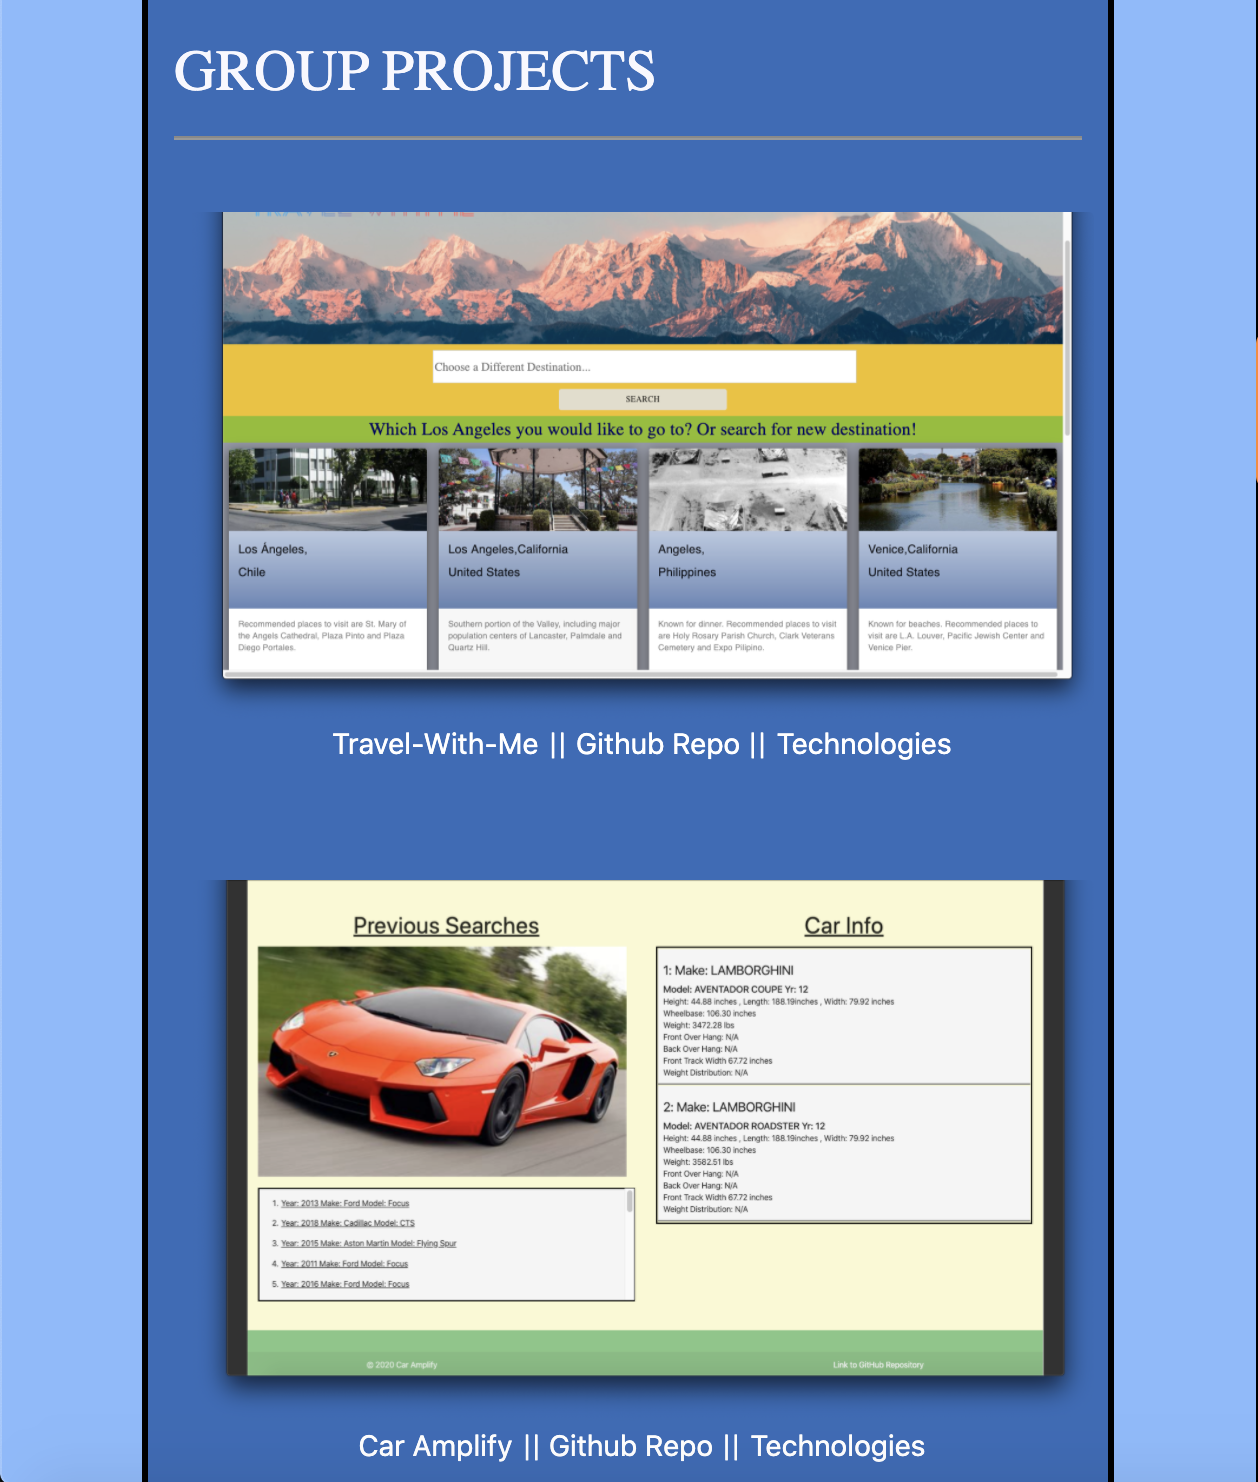 GROUP PROJECTS
TRAVEL WITH ME
Choose a Different Destination...
SEARCH
Which Los Angeles you would like to go to? Or search for new destination!
Los Ángeles,
Chile
Recommended places to visit are St. Mary of
the Angels Cathedral, Plaza Pinto and Plaza
Diego Portales.
Los Angeles,California
United States
Southern portion of the Valley, including major
population centers of Lancaster, Palmdale and
Quartz Hill.
Angeles,
Philippines
Known for dinner. Recommended places to visit
are Holy Rosary Parish Church, Clark Veterans
Cemetery and Expo Pilipino.
Venice,California
United States
Known for beaches. Recommended places to
visit are L.A. Louver, Pacific Jewish Center and
Venice Pier.
Travel-With-Me || Github Repo || Technologies
Previous Searches
1. Year: 2013 Make: Ford Model: Focus
2. Year: 2018 Make: Cadillac Model: CTS
3. Year: 2015 Make: Aston Martin Model: Flying Spur
4. Year: 2011 Make: Ford Model: Focus
5. Year: 2016 Make: Ford Model: Focus
Car Info
1: Make: LAMBORGHINI
Model: AVENTADOR COUPE Yr: 12
Height: 44.88 inches , Length: 188.19inches , Width: 79.92 inches
Wheelbase: 106.30 inches
Weight: 3472.28 lbs
Front Over Hang: N/A
Back Over Hang: N/A
Front Track Width 67.72 inches
Weight Distribution: N/A
2: Make: LAMBORGHINI
Model: AVENTADOR ROADSTER Yr: 12
Height: 44.88 inches , Length: 188.19inches , Width: 79.92 inches
Wheelbase: 106.30 inches
Weight: 3582.51 lbs
Front Over Hang: N/A
Back Over Hang: N/A
Front Track Width 67.72 inches
Weight Distribution: N/A
© 2020 Car Amplify
Link to GitHub Repository
Car Amplify || Github Repo || Technologies